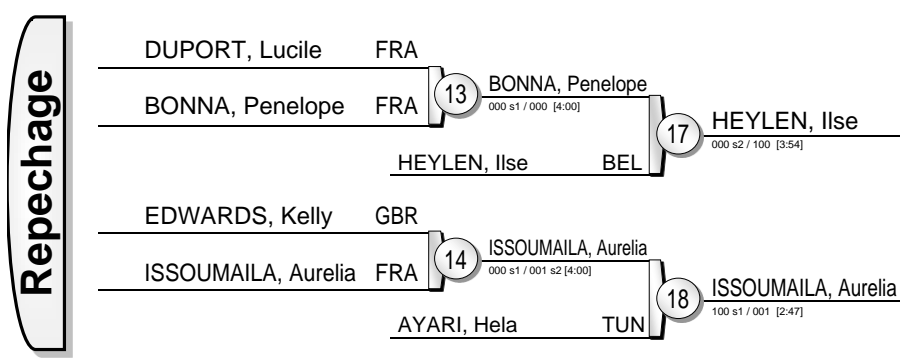 Repechage
DUPORT, Lucile FRA
BONNA, Penelope FRA
13
BONNA, Penelope
000 s1 / 000 [4:00]
HEYLEN, Ilse BEL
17
HEYLEN, Ilse
000 s2 / 100 [3:54]
EDWARDS, Kelly GBR
ISSOUMAILA, Aurelia FRA
14
ISSOUMAILA, Aurelia
000 s1 / 001 s2 [4:00]
AYARI, Hela TUN
18
ISSOUMAILA, Aurelia
100 s1 / 001 [2:47]